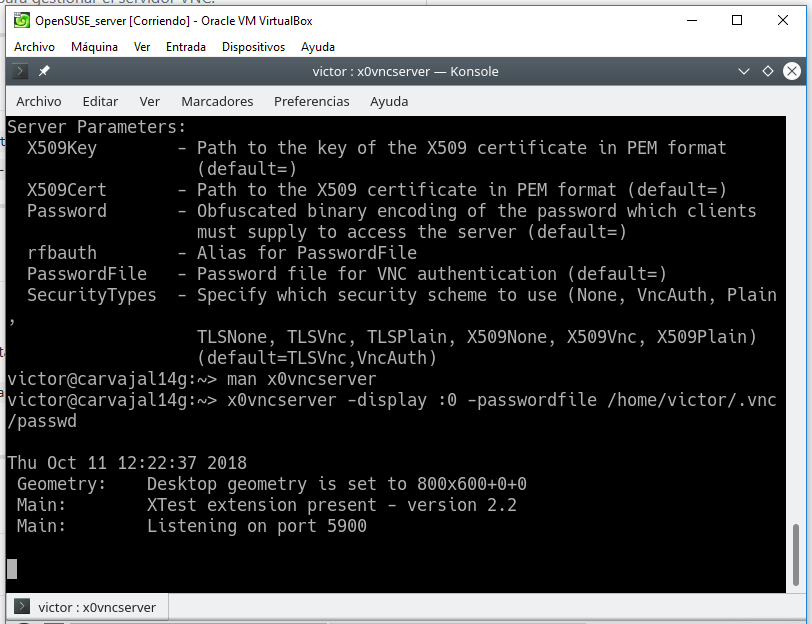 para gestionar el servidor VNC.
OpenSUSE_server [Corriendo] - Oracle VM VirtualBox
Archivo Máquina Ver Entrada Dispositivos Ayuda
victor : x0vncserver — Konsole
Archivo Editar Ver Marcadores Preferencias Ayuda
Server Parameters:
X509Key - Path to the key of the X509 certificate in PEM format
(default=)
X509Cert - Path to the X509 certificate in PEM format (default=)
Password - Obfuscated binary encoding of the password which clients
must supply to access the server (default=)
rfbauth - Alias for PasswordFile
PasswordFile - Password file for VNC authentication (default=)
SecurityTypes - Specify which security scheme to use (None, VncAuth, Plain
,
TLSNone, TLSVnc, TLSPlain, X509None, X509Vnc, X509Plain)
(default=TLSVnc,VncAuth)
victor@carvajal14g:~> man x0vncserver
victor@carvajal14g:~> x0vncserver -display :0 -passwordfile /home/victor/.vnc
/passwd
Thu Oct 11 12:22:37 2018
Geometry: Desktop geometry is set to 800x600+0+0
Main: XTest extension present - version 2.2
Main: Listening on port 5900
victor : x0vncserver